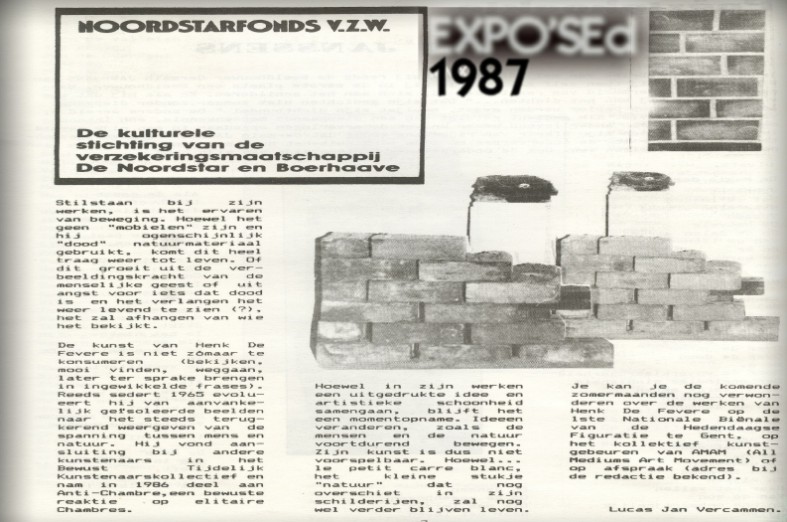 NOORDSTARFONDS V.Z.W.
EXPO'SEd
1987
De kulturele
stichting van de
verzekeringsmaatschappij
De Noordstar en Boerhaave
Stilstaan bij zijn
werken, is het ervaren
van beweging. Hoewel het
geen "mobielen" zijn en
hij ogenschijnlijk
"dood" natuurmateriaal
gebruikt, komt dit heel
traag weer tot leven. Of
dit groeit uit de ver-
beeldingskracht van de
menselijke geest of uit
angst voor iets dat dood
is en het verlangen het
weer levend te zien (?),
het zal afhangen van wie
het bekijkt.
De kunst van Henk De
Fevere is niet zómaar te
konsumeren (bekijken,
mooi vinden, weggaan,
later ter sprake brengen
in ingewikkelde frases).
Reeds sedert 1965 evolu-
eert hij van aanvanke-
lijk geïsoleerde beelden
naar het steeds terug-
kerend weergeven van de
spanning tussen mens en
natuur. Hij vond aan-
sluiting bij andere
kunstenaars in het
Bewust Tijdelijk
Kunstenaarskollectief en
nam in 1986 deel aan
Anti-Chambre,een bewuste
reaktie op elitaire
Chambres.
Hoewel in zijn werken
een uitgedrukte idee en
artistieke schoonheid
samengaan, blijft het
een momentopname. Ideeen
veranderen, zoals de
mensen en de natuur
voortdurend bewegen.
Zijn kunst is dus niet
voorspelbaar. Hoewel...
le petit carre blanc,
het kleine stukje
"natuur" dat nog
overschiet in zijn
schilderijen, zal nog
wel verder blijven leven.
Je kan je de komende
zomermaanden nog verwon-
deren over de werken van
Henk De Fevere op de
1ste Nationale Biënale
van de Hedendaagse
Figuratie te Gent, op
het kollektief kunst-
gebeuren van AMAM (All
Mediums Art Movement) of
op afspraak (adres bij
de redactie bekend).
Lucas Jan Vercammen.